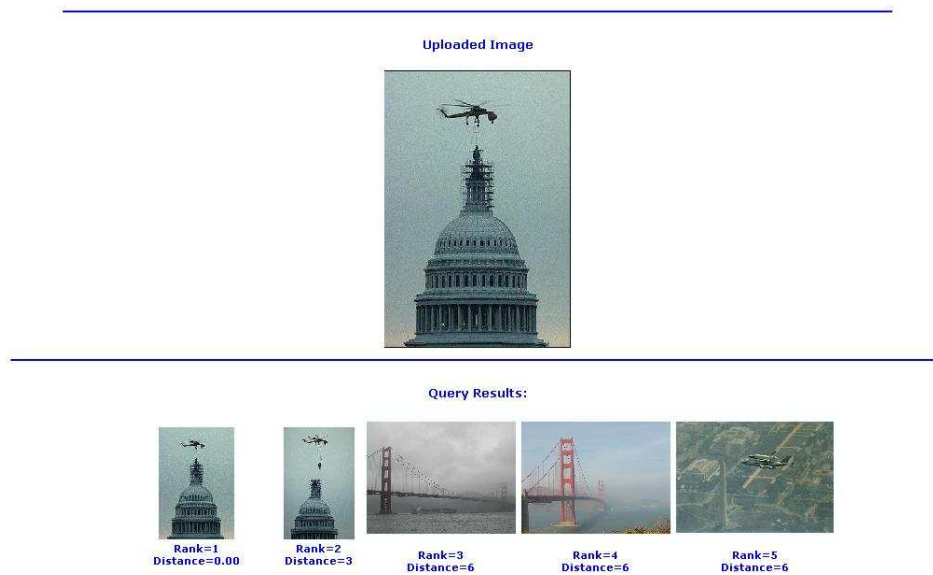 Uploaded Image
Query Results:
Rank=1
Distance=0.00
Rank=2
Distance=3
Rank=3
Distance=6
Rank=4
Distance=6
Rank=5
Distance=6